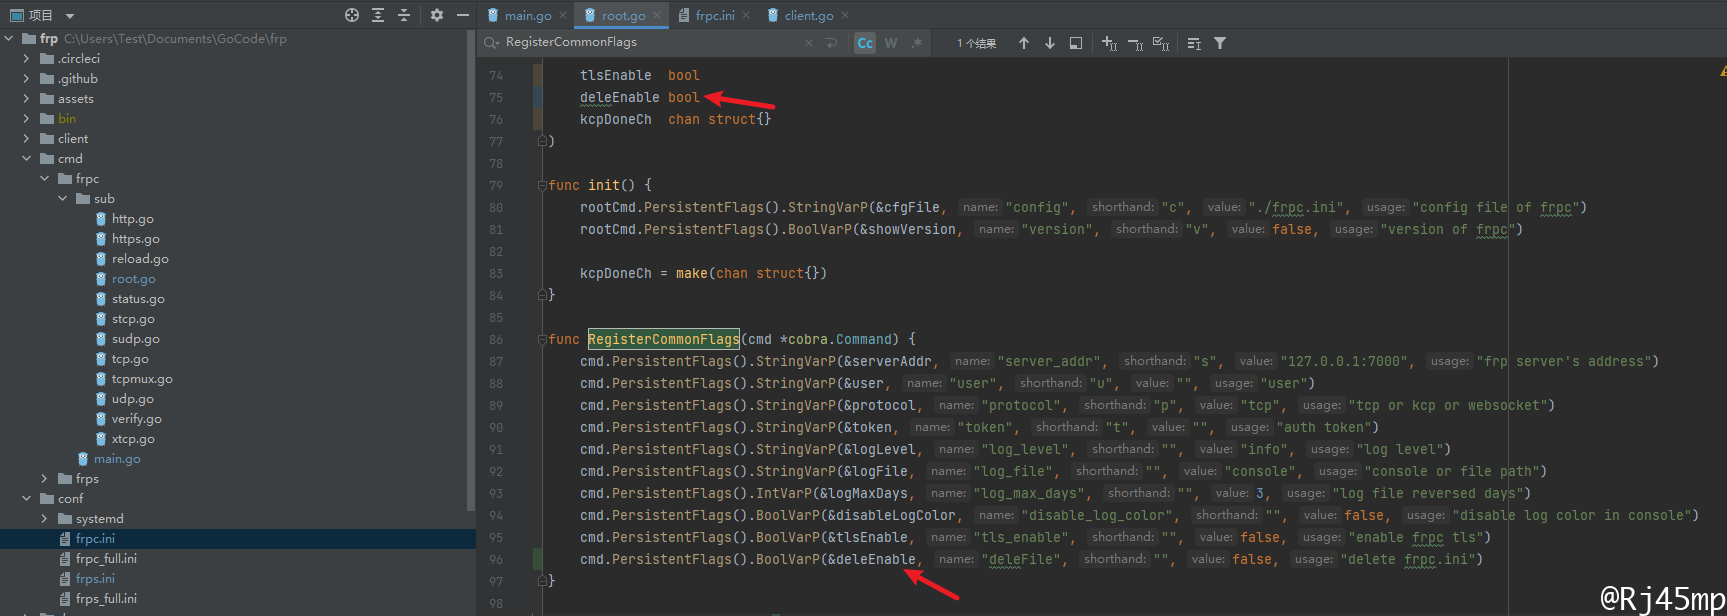 项目
frp C:\Users\Test\Documents\GoCode\frp
.circleci
.github
assets
bin
client
cmd
frpc
sub
http.go
https.go
reload.go
root.go
status.go
stcp.go
sudp.go
tcp.go
tcpmux.go
udp.go
verify.go
xtcp.go
main.go
frps
conf
systemd
frpc.ini
frpc_full.ini
frps.ini
frps_full.ini
main.go root.go frpc.ini client.go
RegisterCommonFlags Cc W .* 1 个结果
74 tlsEnable bool
75 deleEnable bool
76 kcpDoneCh chan struct{}
77 )
78
79 func init() {
80 rootCmd.PersistentFlags().StringVarP(&cfgFile, name: "config", shorthand: "c", value: "./frpc.ini", usage: "config file of frpc")
81 rootCmd.PersistentFlags().BoolVarP(&showVersion, name: "version", shorthand: "v", value: false, usage: "version of frpc")
82
83 kcpDoneCh = make(chan struct{})
84 }
85
86 func RegisterCommonFlags(cmd *cobra.Command) {
87 cmd.PersistentFlags().StringVarP(&serverAddr, name: "server_addr", shorthand: "s", value: "127.0.0.1:7000", usage: "frp server's address")
88 cmd.PersistentFlags().StringVarP(&user, name: "user", shorthand: "u", value: "", usage: "user")
89 cmd.PersistentFlags().StringVarP(&protocol, name: "protocol", shorthand: "p", value: "tcp", usage: "tcp or kcp or websocket")
90 cmd.PersistentFlags().StringVarP(&token, name: "token", shorthand: "t", value: "", usage: "auth token")
91 cmd.PersistentFlags().StringVarP(&logLevel, name: "log_level", shorthand: "", value: "info", usage: "log level")
92 cmd.PersistentFlags().StringVarP(&logFile, name: "log_file", shorthand: "", value: "console", usage: "console or file path")
93 cmd.PersistentFlags().IntVarP(&logMaxDays, name: "log_max_days", shorthand: "", value: 3, usage: "log file reversed days")
94 cmd.PersistentFlags().BoolVarP(&disableLogColor, name: "disable_log_color", shorthand: "", value: false, usage: "disable log color in console")
95 cmd.PersistentFlags().BoolVarP(&tlsEnable, name: "tls_enable", shorthand: "", value: false, usage: "enable frpc tls")
96 cmd.PersistentFlags().BoolVarP(&deleEnable, name: "deleFile", shorthand: "", value: false, usage: "delete frpc.ini")
97 }
98
@Rj45mp